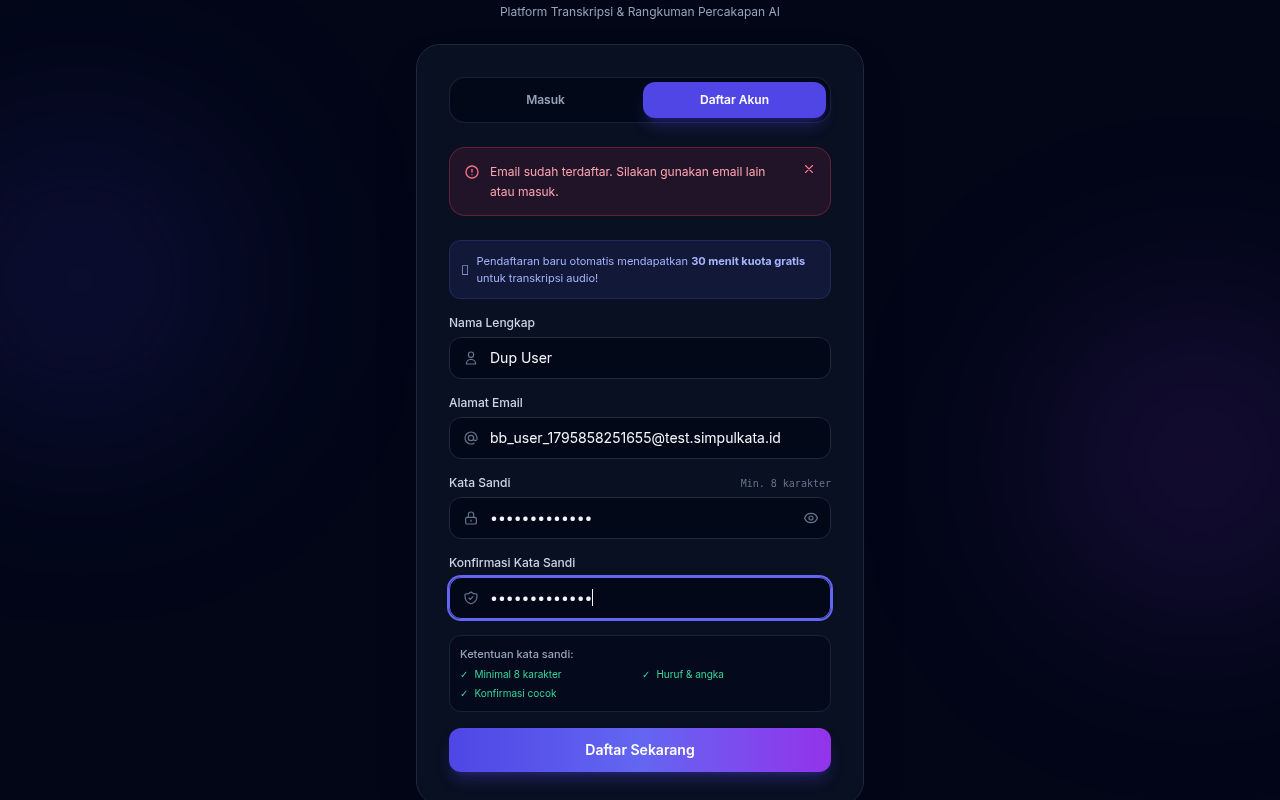 Platform Transkripsi & Rangkuman Percakapan AI
Masuk
Daftar Akun
Email sudah terdaftar. Silakan gunakan email lain
atau masuk.
Pendaftaran baru otomatis mendapatkan 30 menit kuota gratis
untuk transkripsi audio!
Nama Lengkap
Dup User
Alamat Email
bb_user_1795858251655@test.simpulkata.id
Kata Sandi
Min. 8 karakter
•••••••••••••
Konfirmasi Kata Sandi
•••••••••••••
Ketentuan kata sandi:
✓ Minimal 8 karakter
✓ Huruf & angka
✓ Konfirmasi cocok
Daftar Sekarang